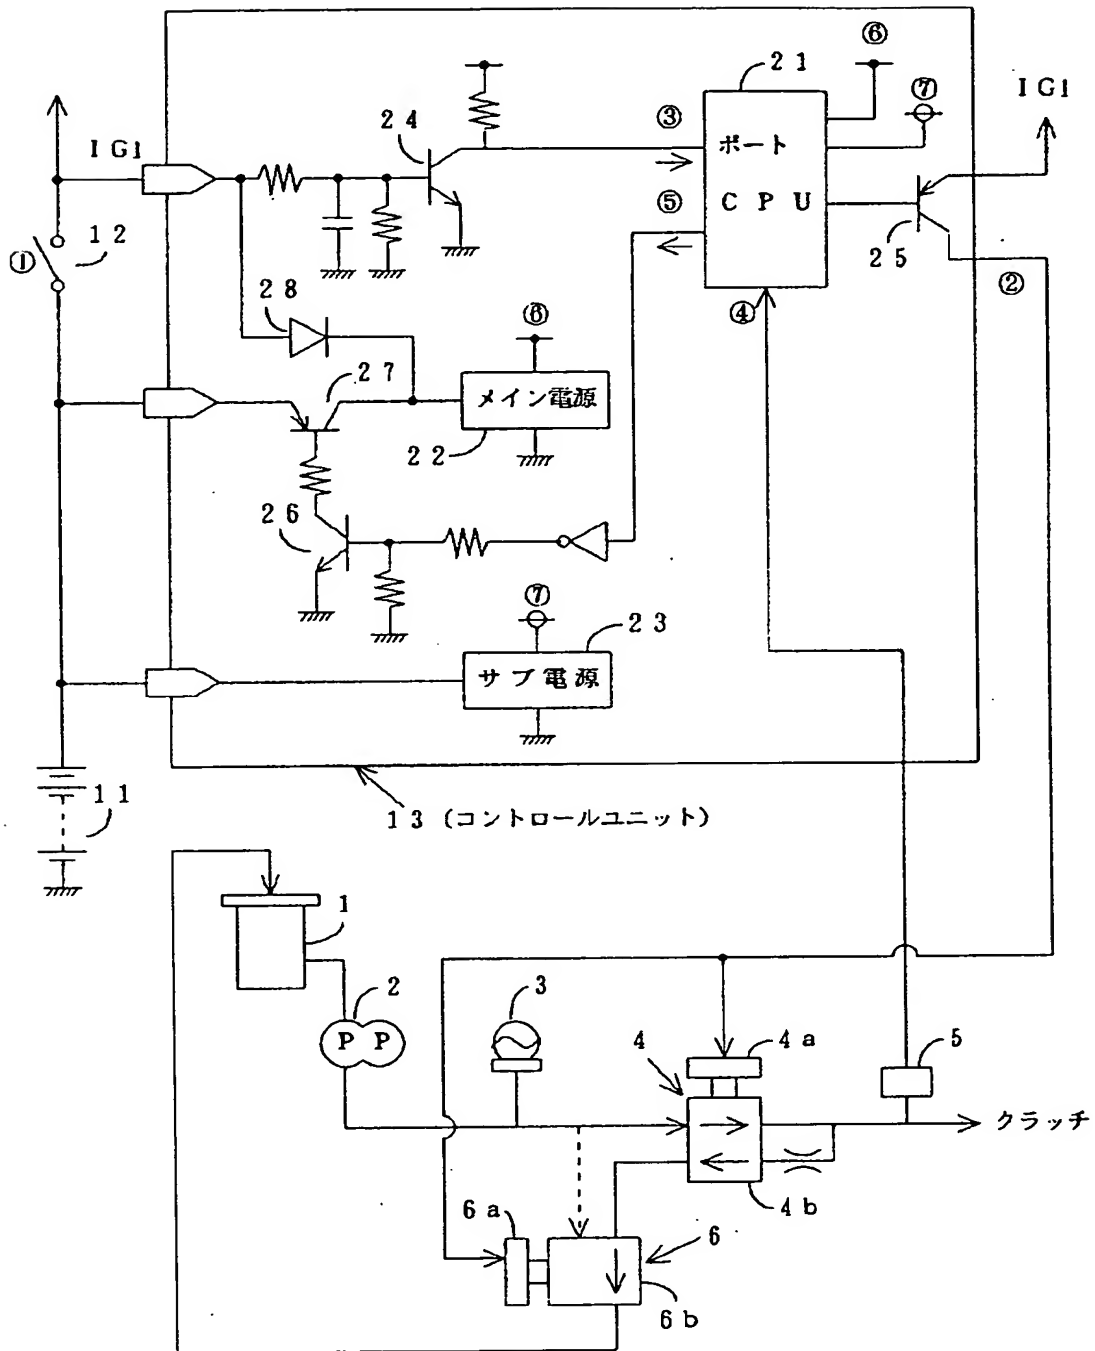 ⑥
２１
⑦
IG1
２４
③
IG1
ポート
⑤
ＣＰＵ
１２
①
２５
２８
⑥
④
②
２７
メイン電源
２２
２６
⑦
２３
サブ電源
１１
１３ (コントロールユニット)
１
２
３
P P
４
４a
５
クラッチ
４b
６a
６
６b